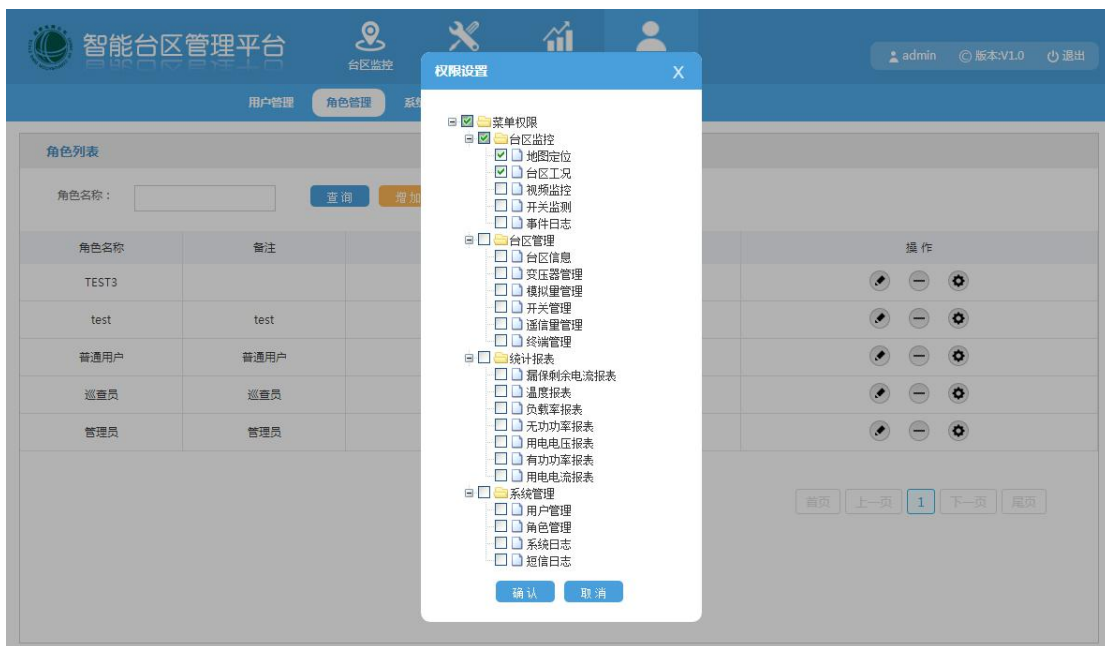 智能台区管理平台
台区监控
admin
©版本:V1.0
退出
用户管理
角色管理
系统
角色列表
角色名称：
查询
增加
角色名称
备注
操作
TEST3
test
test
普通用户
普通用户
巡查员
巡查员
管理员
管理员
首页
上一页
1
下一页
尾页
权限设置
X
菜单权限
台区监控
地图定位
台区工况
视频监控
开关监测
事件日志
台区管理
台区信息
变压器管理
模拟里管理
开关管理
遥信里管理
终端管理
统计报表
漏保剩余电流报表
温度报表
负载率报表
无功功率报表
用电电压报表
有功功率报表
用电电流报表
系统管理
用户管理
角色管理
系统日志
短信日志
确认
取消